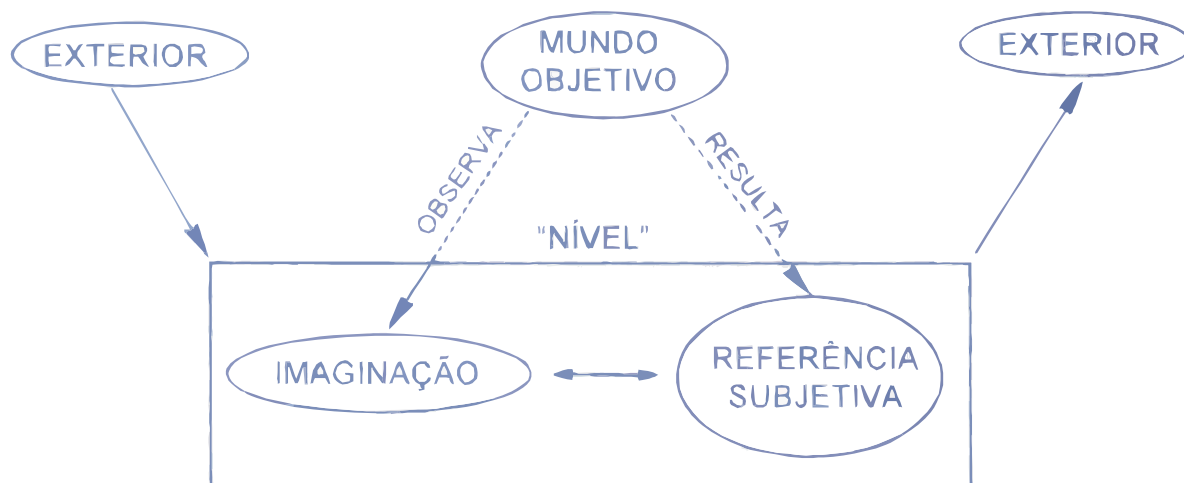 EXTERIOR
MUNDO
OBJETIVO
EXTERIOR
OBSERVA
RESULTA
"NÍVEL"
IMAGINAÇÃO
REFERÊNCIA
SUBJETIVA